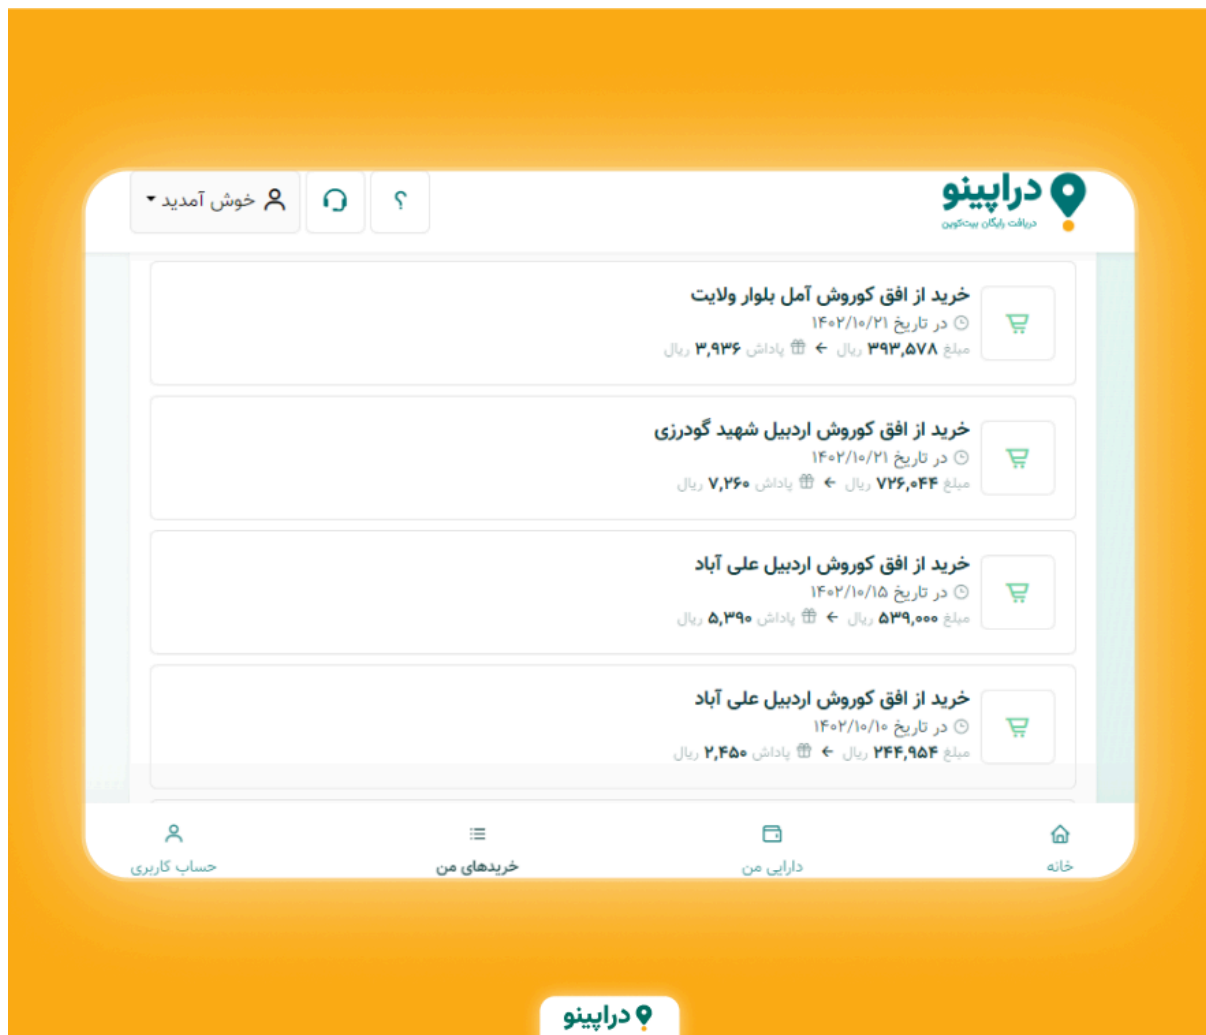 دراپینو
دریافت رایگان بیت‌کوین
؟
خوش آمدید
خرید از افق کوروش آمل بلوار ولایت
در تاریخ ۱۴۰۲/۱۰/۲۱
مبلغ ۳۹۳,۵۷۸ ریال ← پاداش ۳,۹۳۶ ریال
خرید از افق کوروش اردبیل شهید گودرزی
در تاریخ ۱۴۰۲/۱۰/۲۱
مبلغ ۷۲۶,۰۴۴ ریال ← پاداش ۷,۲۶۰ ریال
خرید از افق کوروش اردبیل علی آباد
در تاریخ ۱۴۰۲/۱۰/۱۵
مبلغ ۵۳۹,۰۰۰ ریال ← پاداش ۵,۳۹۰ ریال
خرید از افق کوروش اردبیل علی آباد
در تاریخ ۱۴۰۲/۱۰/۱۰
مبلغ ۲۴۴,۹۵۴ ریال ← پاداش ۲,۴۵۰ ریال
خانه
دارایی من
خریدهای من
حساب کاربری
دراپینو